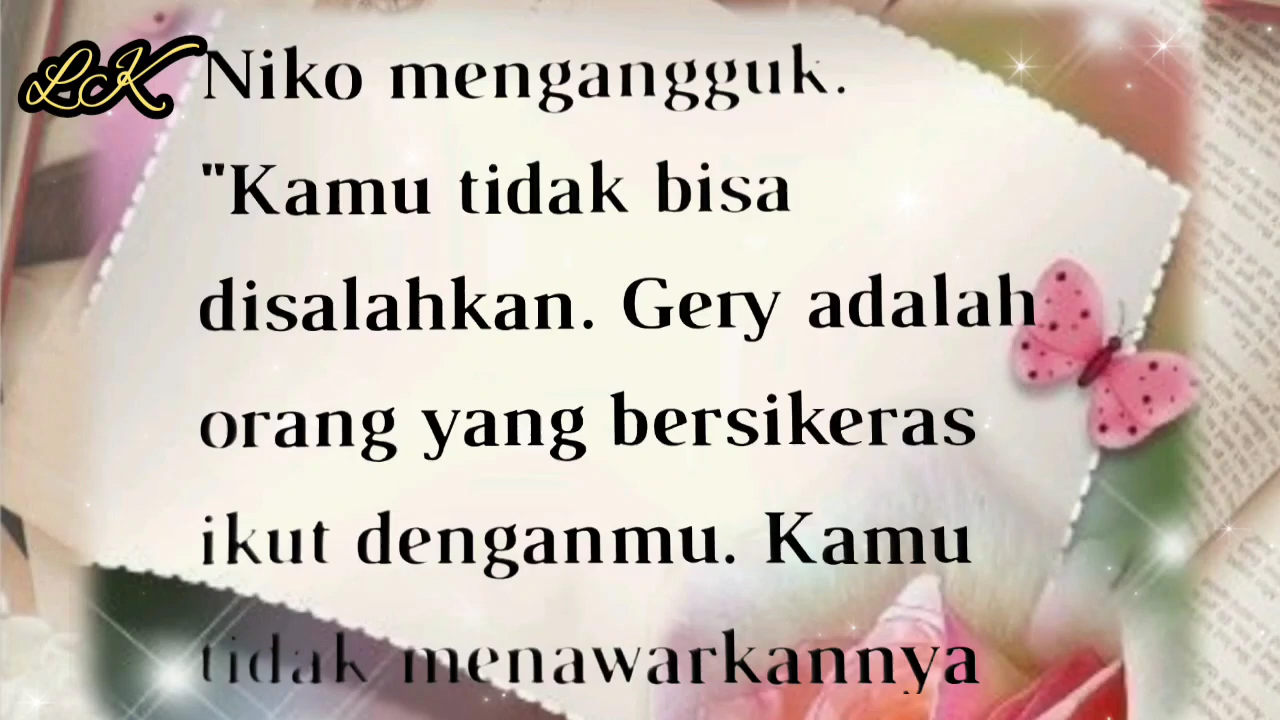 LK
Niko mengangguk.
"Kamu tidak bisa
disalahkan. Gery adalah
orang yang bersikeras
ikut denganmu. Kamu
tidak menawarkannya